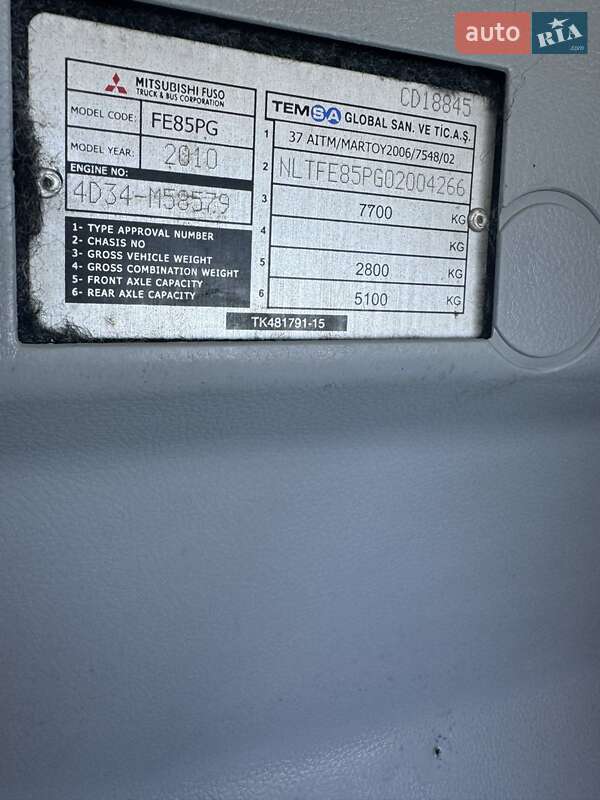 auto RIA.com
CD18845
MITSUBISHI FUSO
TRUCK & BUS CORPORATION
MODEL CODE: FE85PG
MODEL YEAR: 2010
ENGINE NO:
4D34-M58579
1- TYPE APPROVAL NUMBER
2- CHASIS NO
3- GROSS VEHICLE WEIGHT
4- GROSS COMBINATION WEIGHT
5- FRONT AXLE CAPACITY
6- REAR AXLE CAPACITY
TEMSA GLOBAL SAN. VE TİC.A.Ş.
1 37 AITM/MARTOY2006/7548/02
2 NLTFE85PG02004266
3 7700 KG
4 KG
5 2800 KG
6 5100 KG
TK481791-15